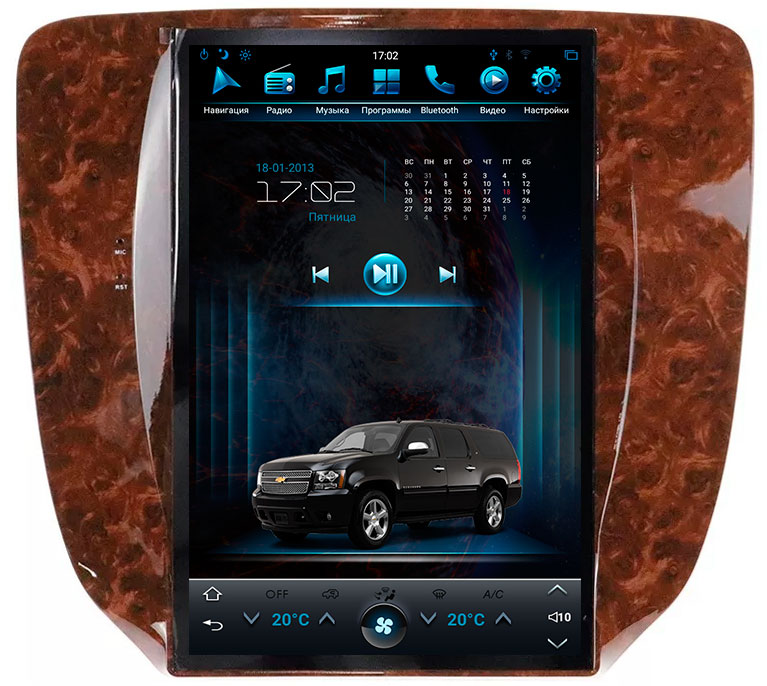 17:02
Навигация Радио Музыка Программы Bluetooth Видео Настройки
18-01-2013
17:02
Пятница
ВС ПН ВТ СР ЧТ ПТ СБ
30 31 1 2 3 4 5
6 7 8 9 10 11 12
13 14 15 16 17 18 19
20 21 22 23 24 25 26
27 28 29 30 31 1 2
3 4 5 6 7 8 9
MIC
RST
OFF A/C
20°C 20°C 10